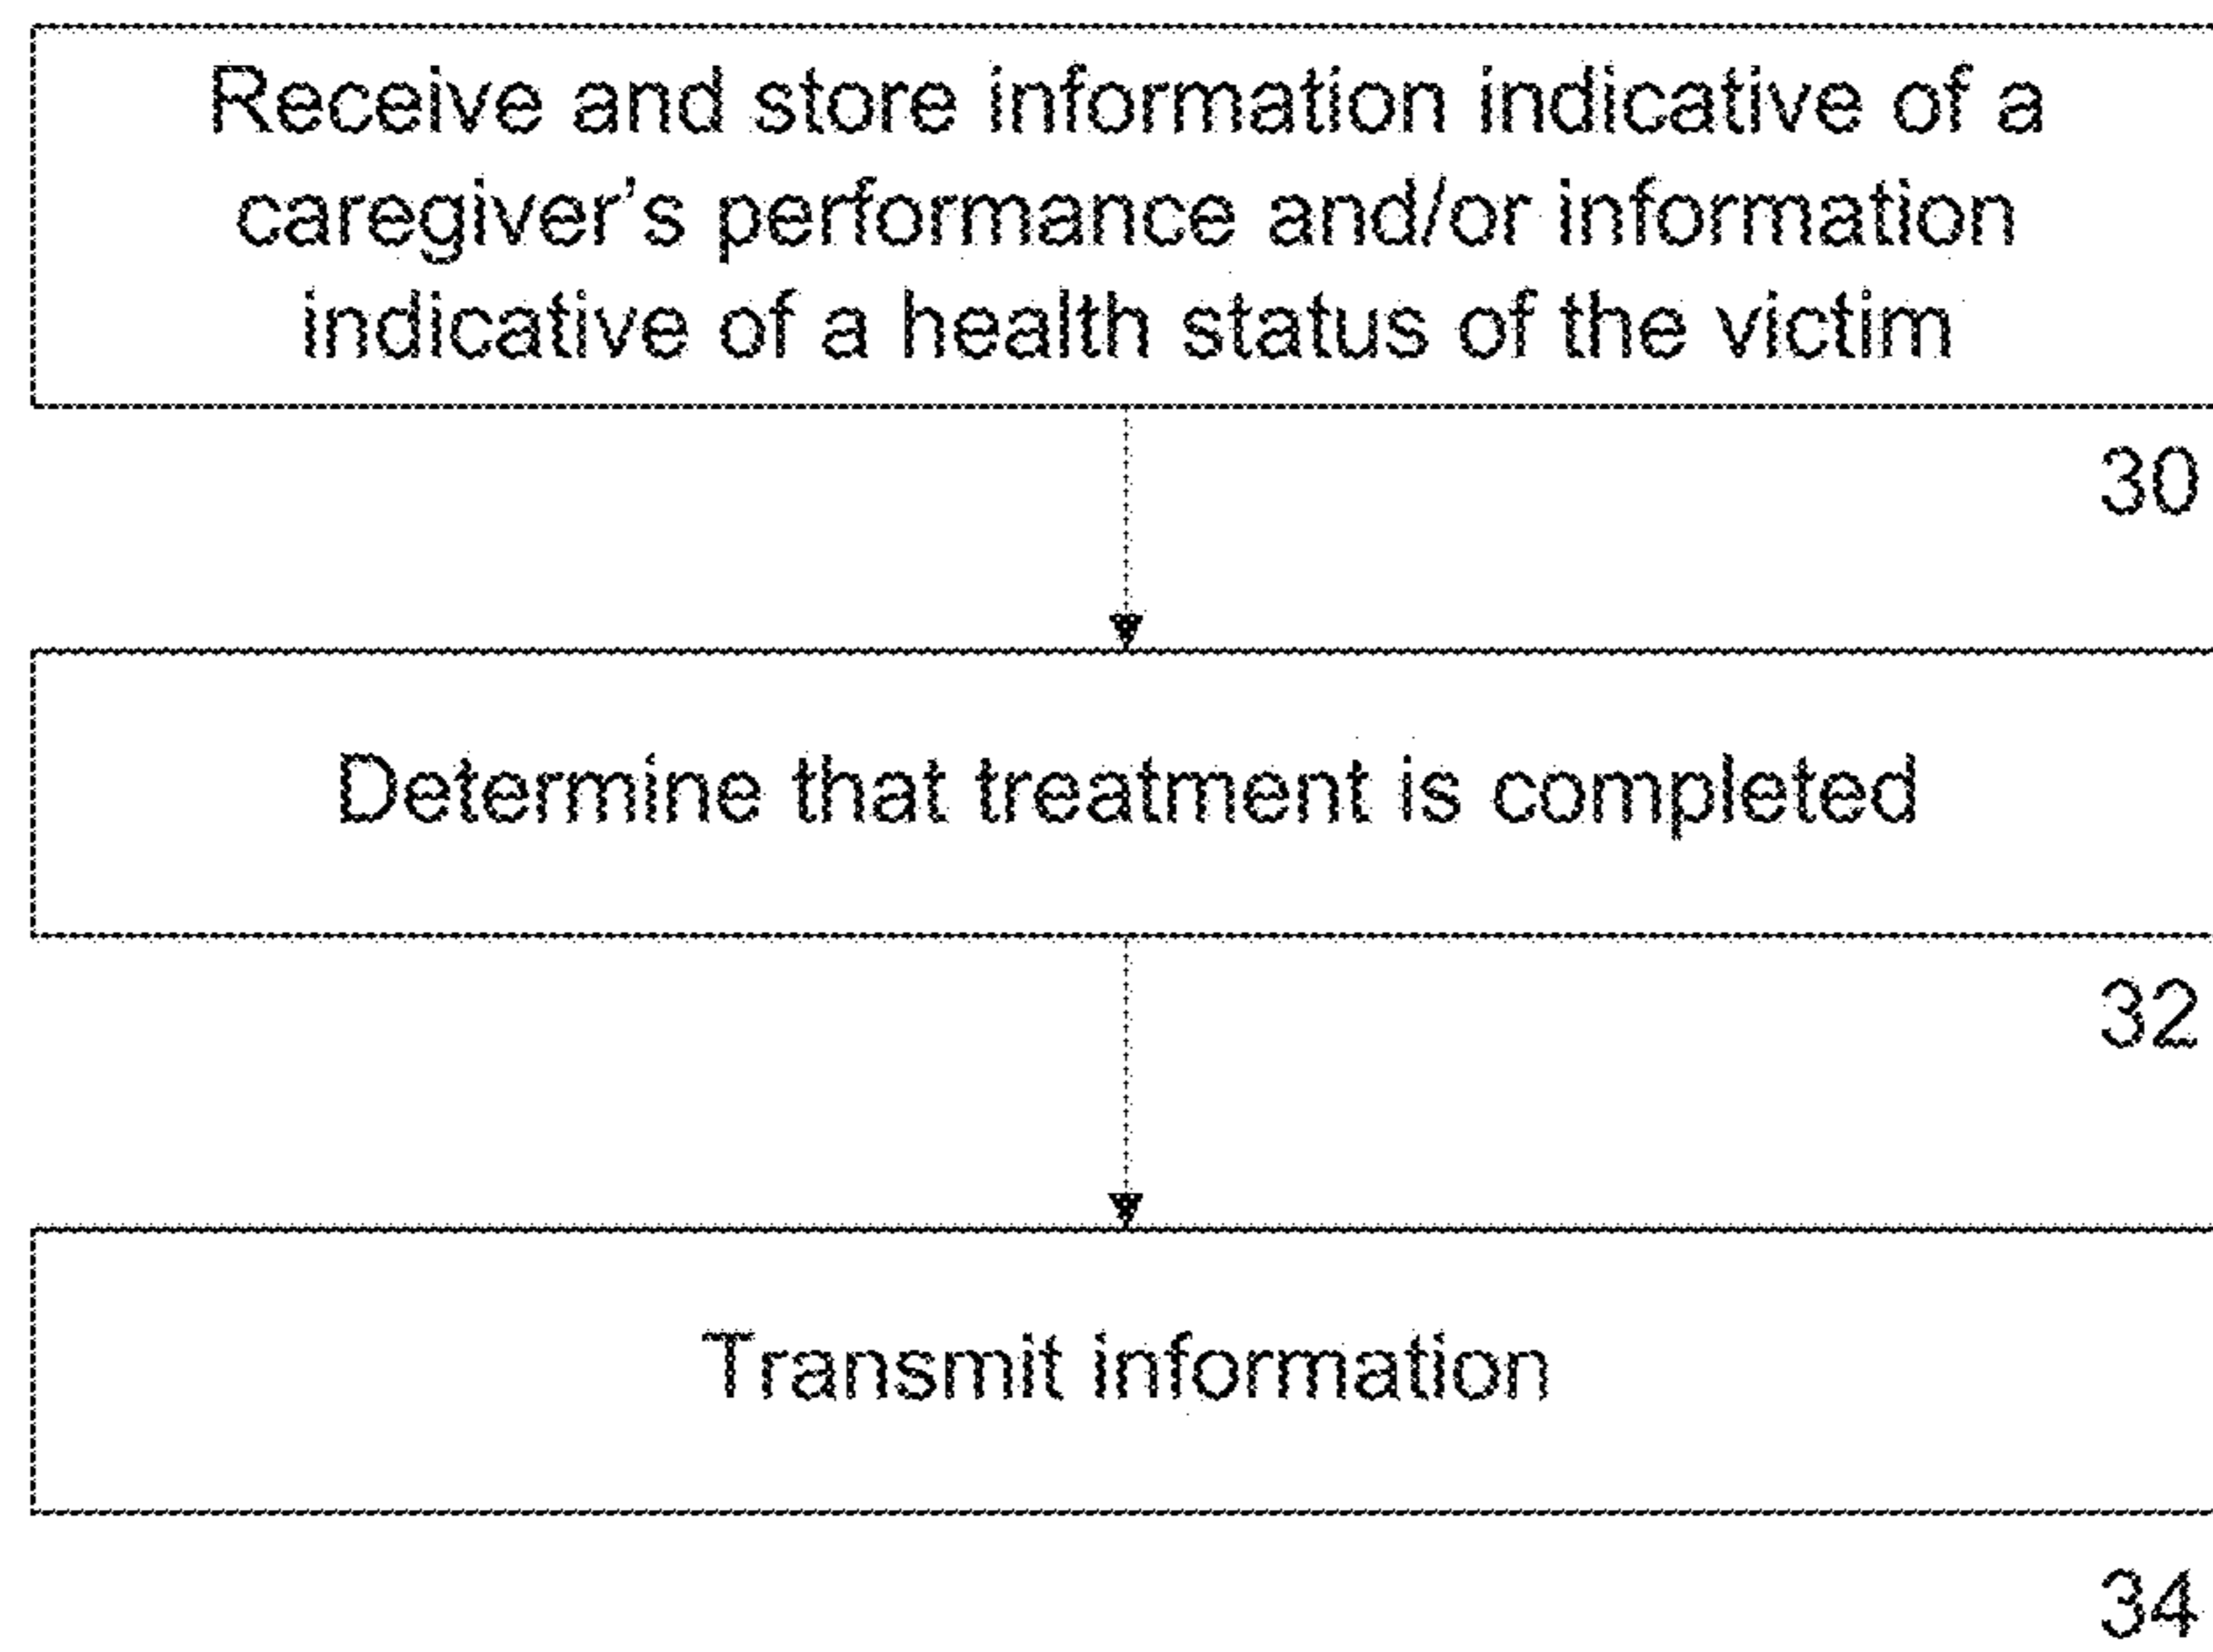 Receive and store information indicative of a
caregiver's performance and/or information
indicative of a health status of the victim
30
Determine that treatment is completed
32
Transmit information
34